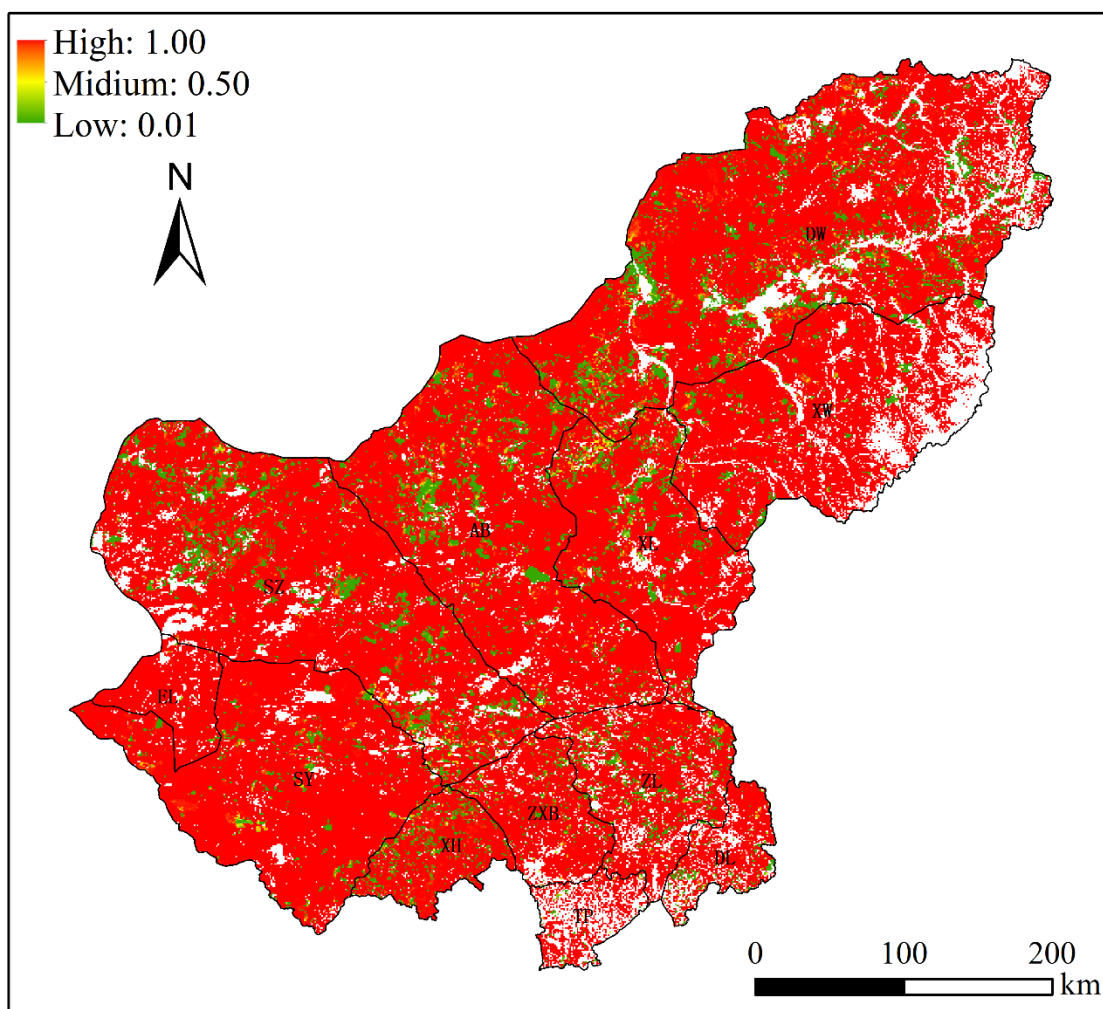 High: 1.00
Midium: 0.50
Low: 0.01
N
DW
XW
AB
XL
SZ
EL
SY
ZL
ZXB
XH
DL
TP
0 100 200
km